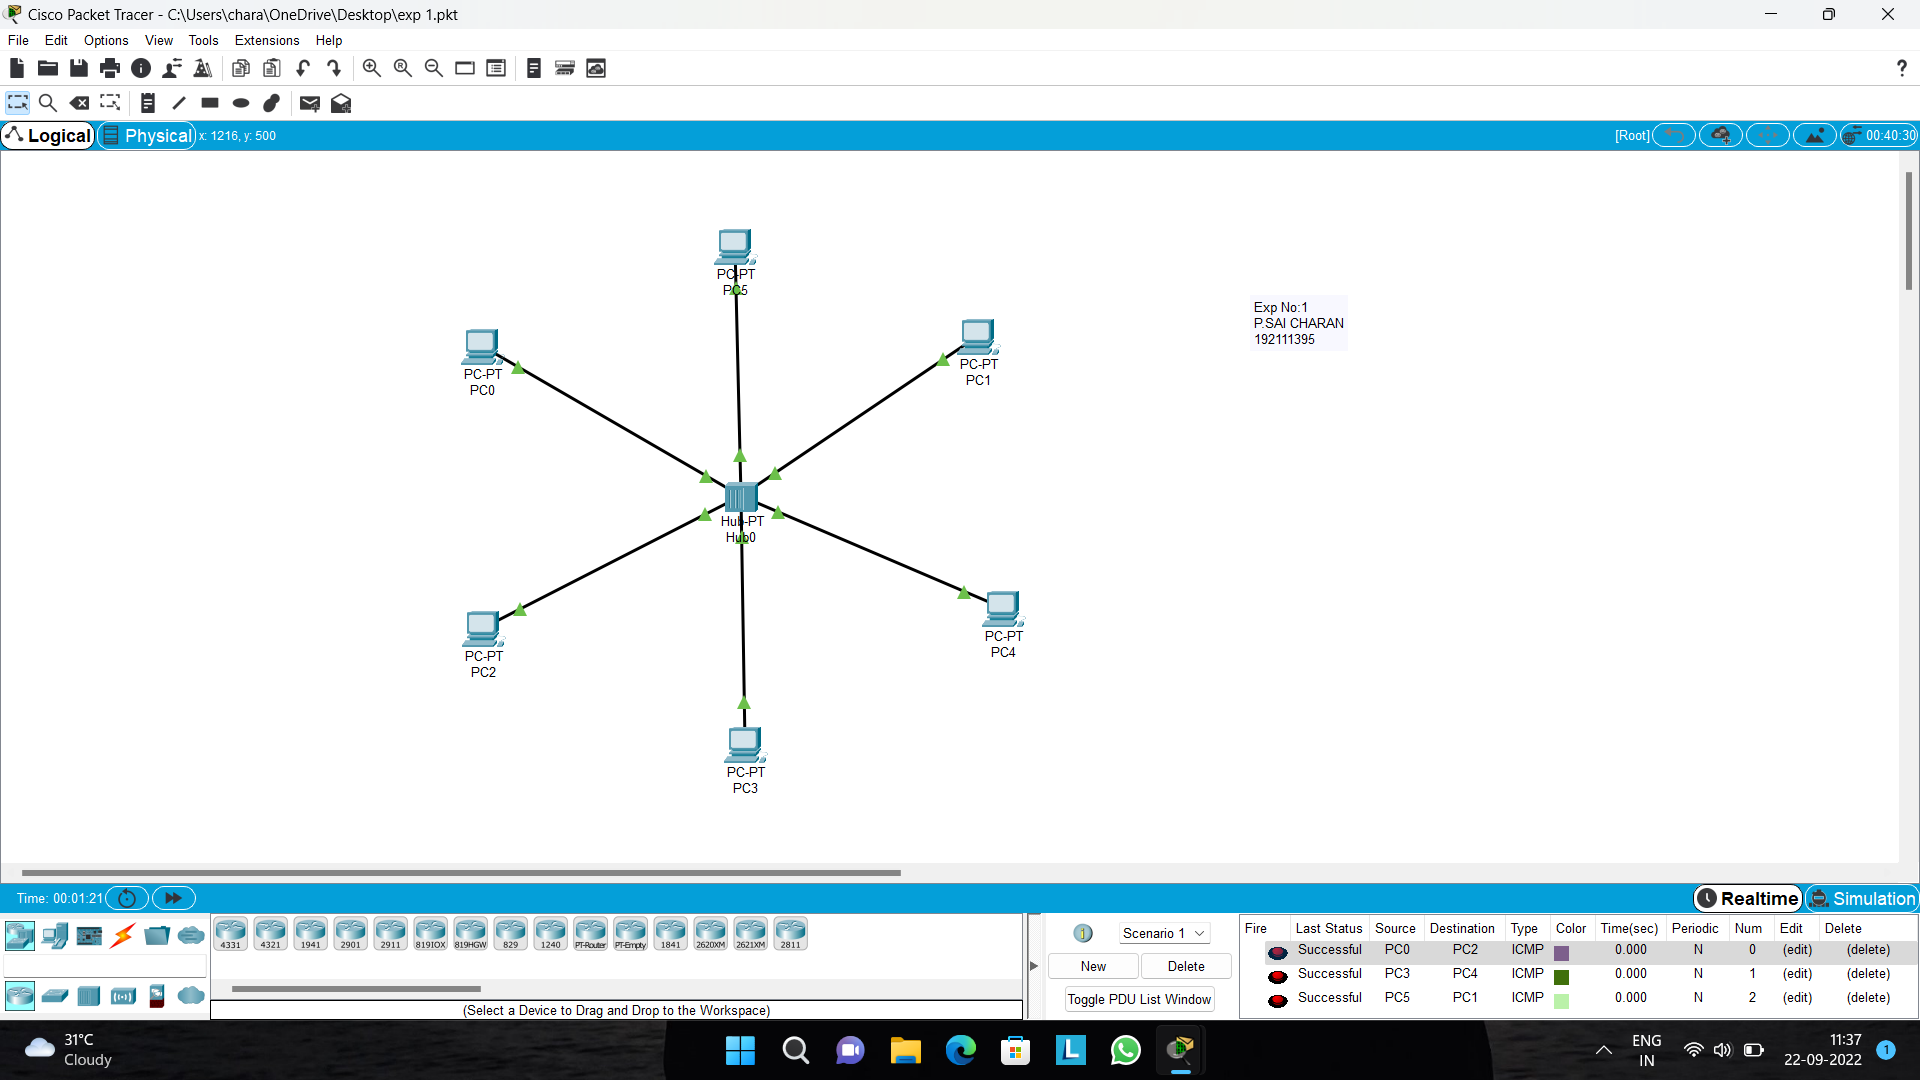 Cisco Packet Tracer - C:\Users\chara\OneDrive\Desktop\exp 1.pkt
File Edit Options View Tools Extensions Help
?
Logical Physical x: 1216, y: 500 [Root] 00:40:30
PC-PT
PC5
Exp No:1
P.SAI CHARAN
192111395
PC-PT
PC1
PC-PT
PC0
Hub-PT
Hub0
PC-PT
PC4
PC-PT
PC2
PC-PT
PC3
Time: 00:01:21 Realtime Simulation
4331 4321 1941 2901 2911 819IOX 819HGW 829 1240 PT-Router PT-Empty 1841 2620XM 2621XM 2811
(Select a Device to Drag and Drop to the Workspace)
Scenario 1
New Delete
Toggle PDU List Window
Fire Last Status Source Destination Type Color Time(sec) Periodic Num Edit Delete
Successful PC0 PC2 ICMP 0.000 N 0 (edit) (delete)
Successful PC3 PC4 ICMP 0.000 N 1 (edit) (delete)
Successful PC5 PC1 ICMP 0.000 N 2 (edit) (delete)
31°C
Cloudy
L
ENG
IN
11:37
22-09-2022
1